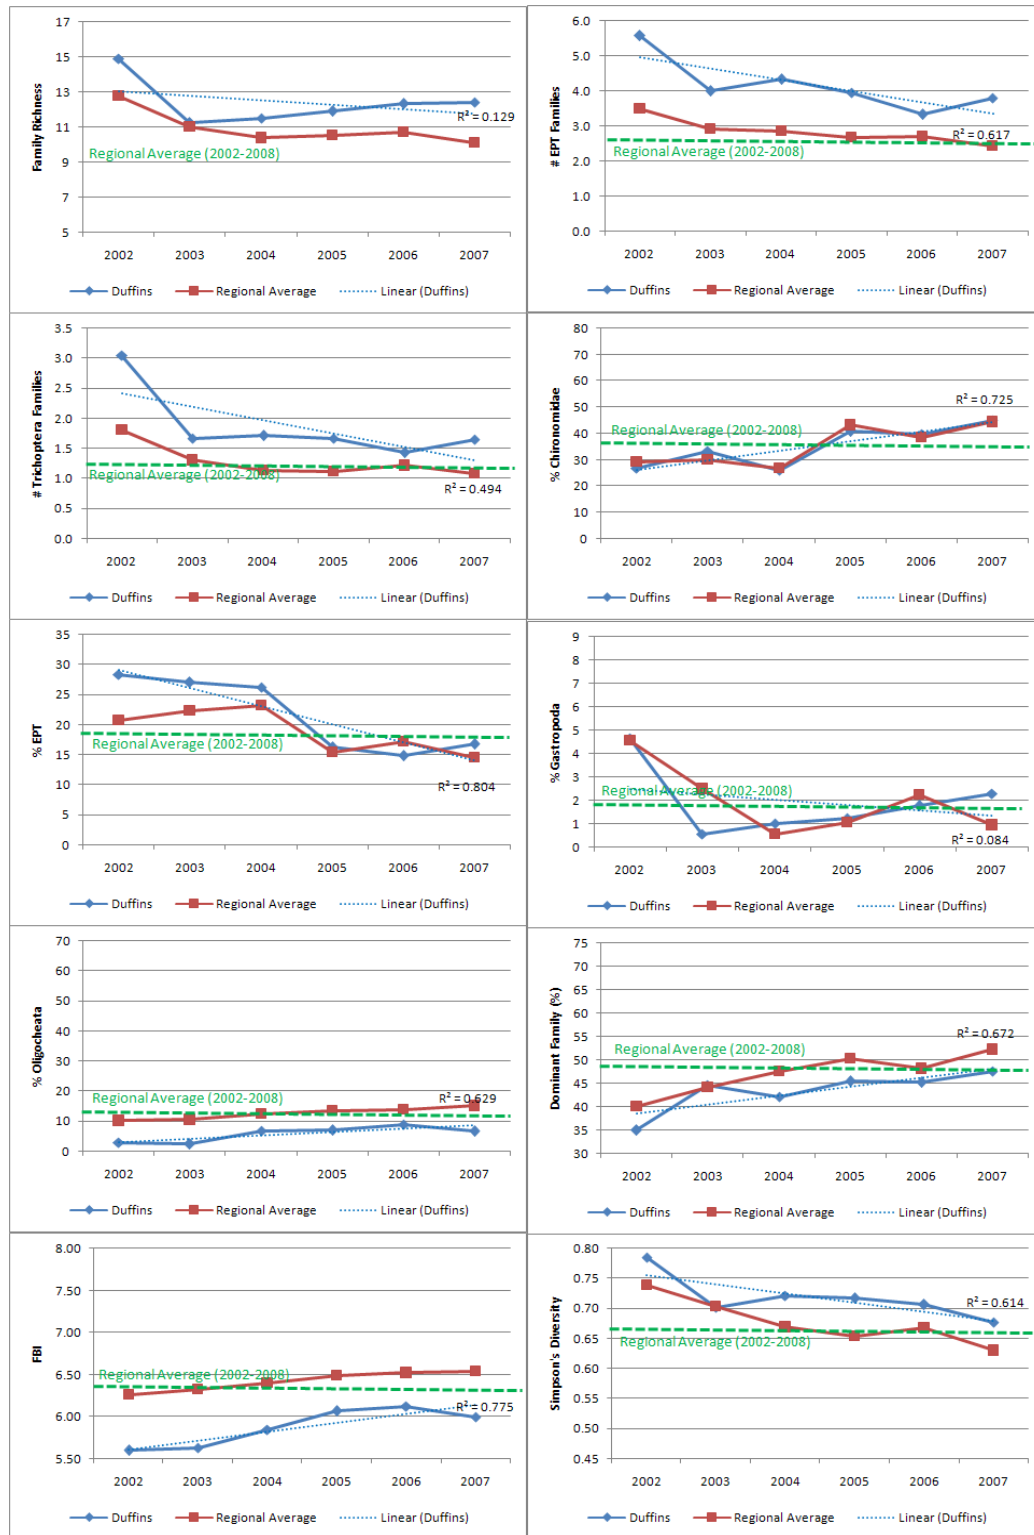 Family Richness
17
15
13
11
9
7
5
R² = 0.129
Regional Average (2002-2008)
2002 2003 2004 2005 2006 2007
Duffins Regional Average Linear (Duffins)
# EPT Families
6.0
5.0
4.0
3.0
2.0
1.0
0.0
R² = 0.617
Regional Average (2002-2008)
2002 2003 2004 2005 2006 2007
Duffins Regional Average Linear (Duffins)
# Trichoptera Families
3.5
3.0
2.5
2.0
1.5
1.0
0.5
0.0
Regional Average (2002-2008)
R² = 0.494
2002 2003 2004 2005 2006 2007
Duffins Regional Average Linear (Duffins)
% Chironomidae
80
70
60
50
40
30
20
10
0
R² = 0.725
Regional Average (2002-2008)
2002 2003 2004 2005 2006 2007
Duffins Regional Average Linear (Duffins)
% EPT
35
30
25
20
15
10
5
0
Regional Average (2002-2008)
R² = 0.804
2002 2003 2004 2005 2006 2007
Duffins Regional Average Linear (Duffins)
% Gastropoda
9
8
7
6
5
4
3
2
1
0
Regional Average (2002-2008)
R² = 0.084
2002 2003 2004 2005 2006 2007
Duffins Regional Average Linear (Duffins)
% Oligocheata
70
60
50
40
30
20
10
0
Regional Average (2002-2008)
R² = 0.629
2002 2003 2004 2005 2006 2007
Duffins Regional Average Linear (Duffins)
Dominant Family (%)
75
70
65
60
55
50
45
40
35
30
R² = 0.672
Regional Average (2002-2008)
2002 2003 2004 2005 2006 2007
Duffins Regional Average Linear (Duffins)
FBI
8.00
7.50
7.00
6.50
6.00
5.50
Regional Average (2002-2008)
R² = 0.775
2002 2003 2004 2005 2006 2007
Duffins Regional Average Linear (Duffins)
Simpson's Diversity
0.80
0.75
0.70
0.65
0.60
0.55
0.50
0.45
R² = 0.614
Regional Average (2002-2008)
2002 2003 2004 2005 2006 2007
Duffins Regional Average Linear (Duffins)